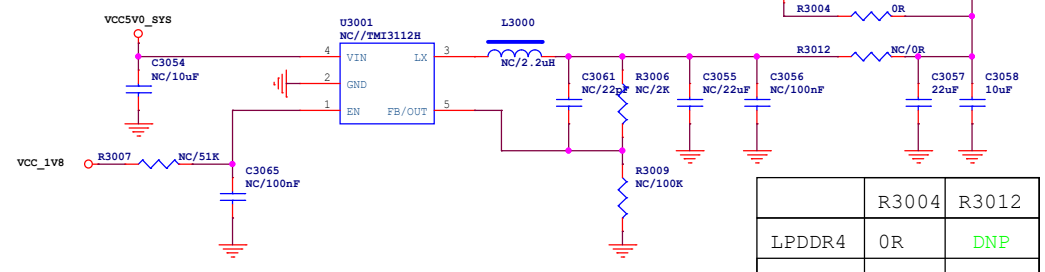 R3004 0R
VCC5V0_SYS
U3001
NC//TMI3112H
L3000
NC/2.2uH
R3012 NC/0R
C3054
NC/10uF
4 VIN LX 3
2 GND
1 EN FB/OUT 5
C3061
NC/22pF
R3006
NC/2K
C3055
NC/22uF
C3056
NC/100nF
C3057
22uF
C3058
10uF
VCC_1V8 R3007 NC/51K
C3065
NC/100nF
R3009
NC/100K
R3004 R3012
LPDDR4 0R DNP